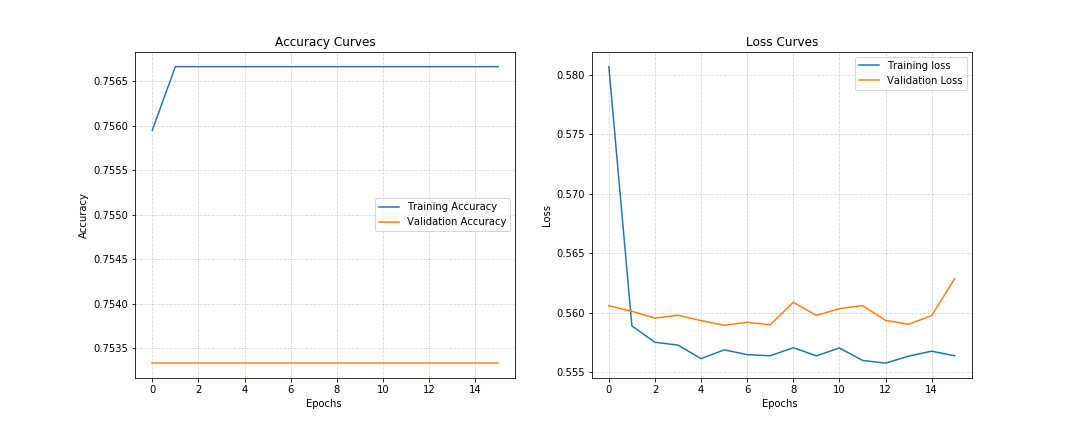 Accuracy Curves
0.7565
0.7560
0.7555
0.7550
0.7545
0.7540
0.7535
Accuracy
Training Accuracy
Validation Accuracy
0 2 4 6 8 10 12 14
Epochs
Loss Curves
0.580
0.575
0.570
0.565
0.560
0.555
Loss
Training loss
Validation Loss
0 2 4 6 8 10 12 14
Epochs